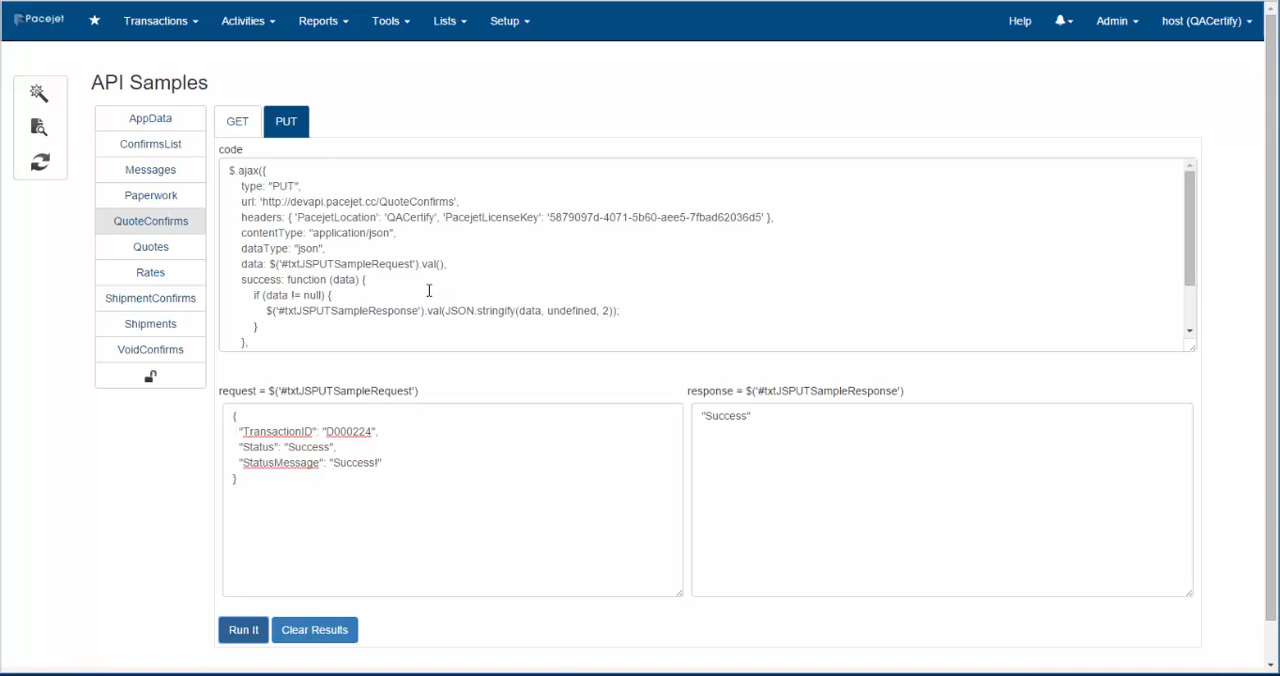 Pacejet Transactions Activities Reports Tools Lists Setup Help Admin host (QACertify)
API Samples
AppData
ConfirmsList
Messages
Paperwork
QuoteConfirms
Quotes
Rates
ShipmentConfirms
Shipments
VoidConfirms
GET PUT
code
$.ajax({
type: "PUT",
url: 'http://devapi.pacejet.cc/QuoteConfirms',
headers: { 'PacejetLocation': 'QACertify', 'PacejetLicenseKey': '5879097d-4071-5b60-aee5-7fbad62036d5' },
contentType: "application/json",
dataType: "json",
data: $('#txtJSPUTSampleRequest').val(),
success: function (data) {
if (data != null) {
$('#txtJSPUTSampleResponse').val(JSON.stringify(data, undefined, 2));
}
},
request = $('#txtJSPUTSampleRequest')
{
"TransactionID": "D000224",
"Status": "Success",
"StatusMessage": "Success!"
}
response = $('#txtJSPUTSampleResponse')
"Success"
Run It Clear Results